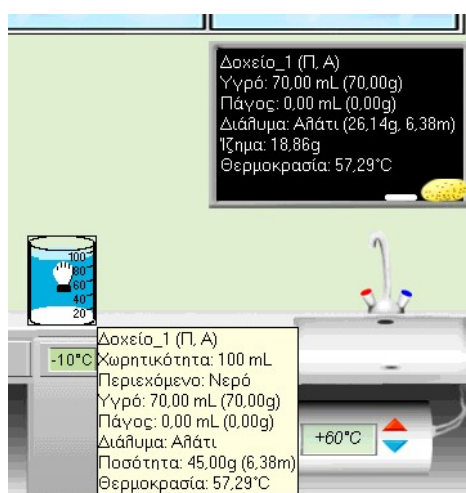 Δοχείο_1 (Π, Α)
Υγρό: 70,00 mL (70,00g)
Πάγος: 0,00 mL (0,00g)
Διάλυμα: Αλάτι (26,14g, 6,38m)
Ίζημα: 18,86g
Θερμοκρασία: 57,29°C
100
80
60
40
20
-10°C
Δοχείο_1 (Π, Α)
Χωρητικότητα: 100 mL
Περιεχόμενο: Νερό
Υγρό: 70,00 mL (70,00g)
Πάγος: 0,00 mL (0,00g)
Διάλυμα: Αλάτι
Ποσότητα: 45,00g (6,38m)
Θερμοκρασία: 57,29°C
+60°C